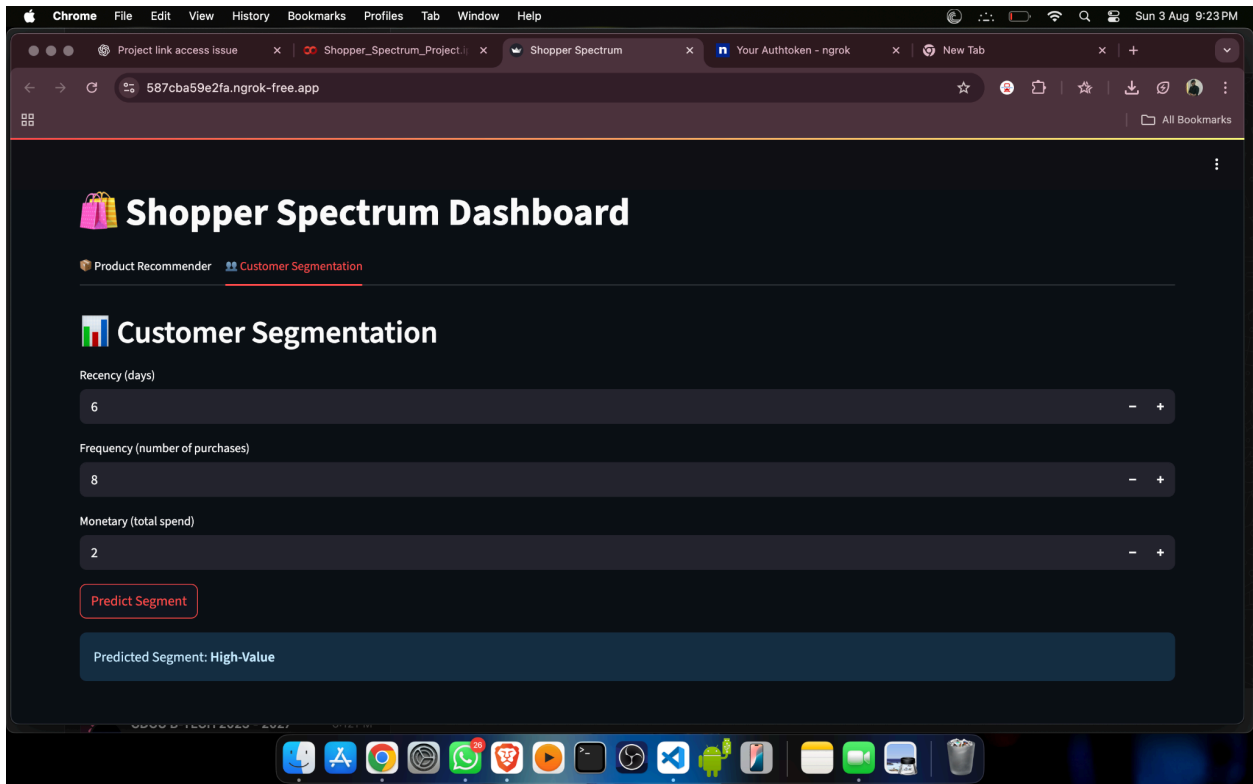 Chrome File Edit View History Bookmarks Profiles Tab Window Help Sun 3 Aug 9:23 PM
Project link access issue Shopper_Spectrum_Project.i Shopper Spectrum Your Authtoken - ngrok New Tab
587cba59e2fa.ngrok-free.app
All Bookmarks
Shopper Spectrum Dashboard
Product Recommender Customer Segmentation
Customer Segmentation
Recency (days)
6
Frequency (number of purchases)
8
Monetary (total spend)
2
Predict Segment
Predicted Segment: High-Value
26